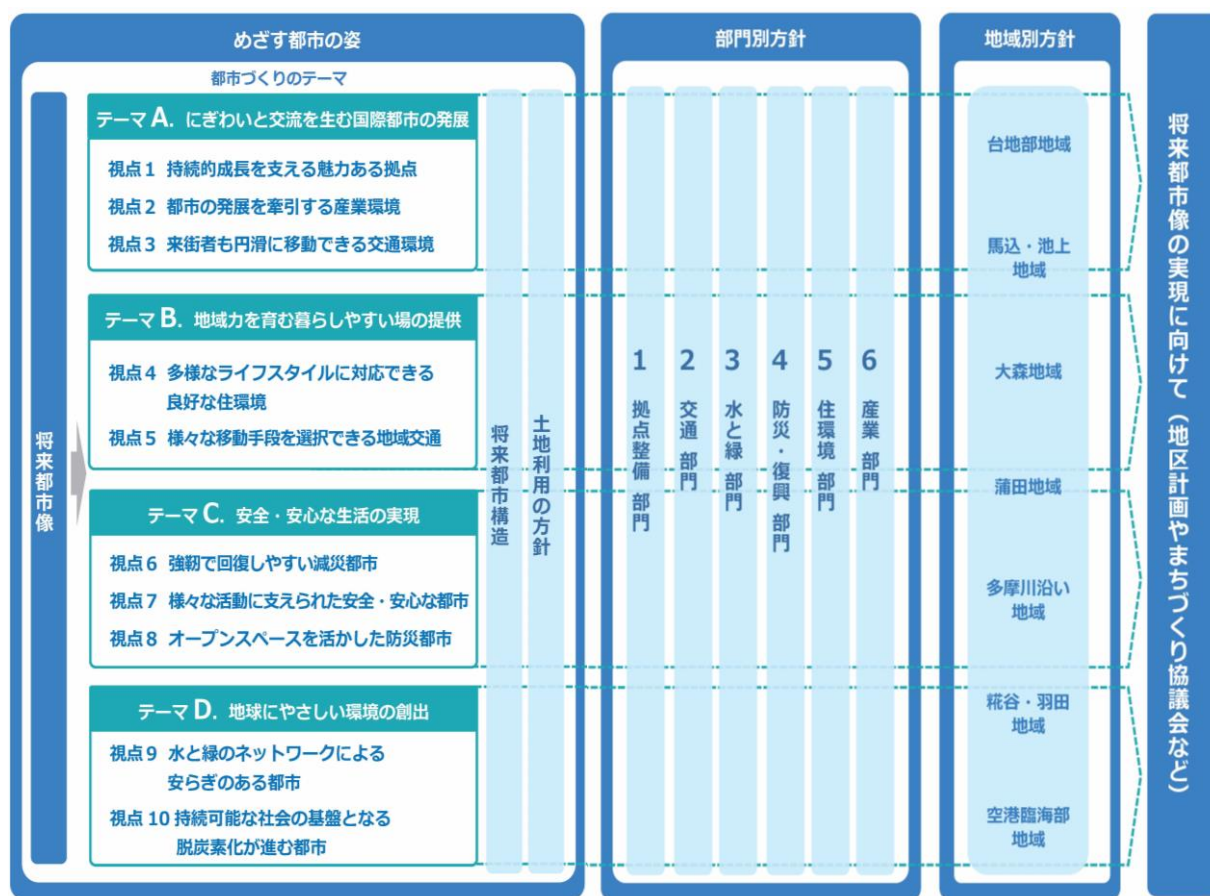 めざす都市の姿
都市づくりのテーマ
将来都市像
テーマ A. にぎわいと交流を生む国際都市の発展
視点1 持続的成長を支える魅力ある拠点
視点2 都市の発展を牽引する産業環境
視点3 来街者も円滑に移動できる交通環境
テーマ B. 地域力を育む暮らしやすい場の提供
視点4 多様なライフスタイルに対応できる
良好な住環境
視点5 様々な移動手段を選択できる地域交通
テーマ C. 安全・安心な生活の実現
視点6 強靭で回復しやすい減災都市
視点7 様々な活動に支えられた安全・安心な都市
視点8 オープンスペースを活かした防災都市
テーマ D. 地球にやさしい環境の創出
視点9 水と緑のネットワークによる
安らぎのある都市
視点10 持続可能な社会の基盤となる
脱炭素化が進む都市
将来都市構造
土地利用の方針
部門別方針
1 拠点整備 部門
2 交通 部門
3 水と緑 部門
4 防災・復興 部門
5 住環境 部門
6 産業 部門
地域別方針
台地部地域
馬込・池上
地域
大森地域
蒲田地域
多摩川沿い
地域
糀谷・羽田
地域
空港臨海部
地域
将来都市像の実現に向けて（地区計画やまちづくり協議会など）